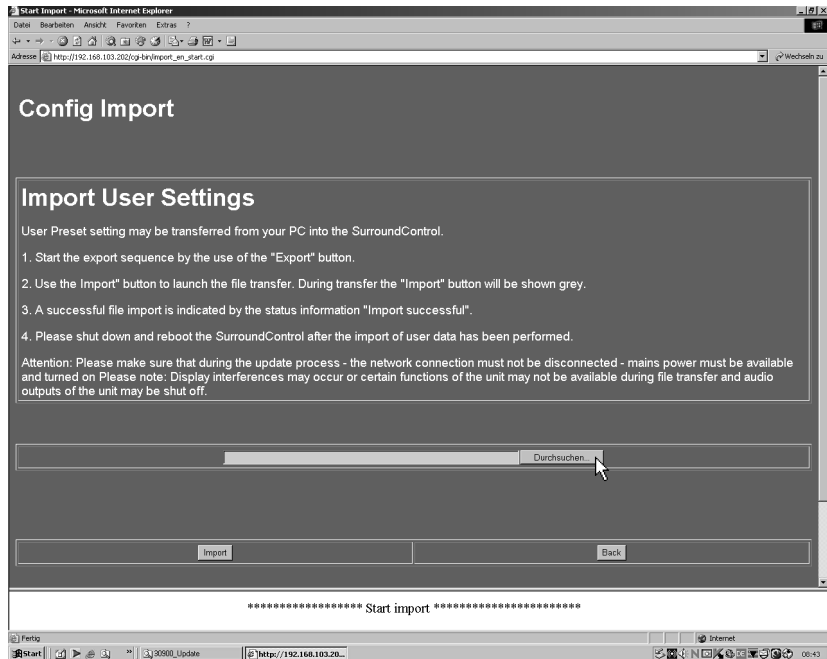 Start Import - Microsoft Internet Explorer
Datei Bearbeiten Ansicht Favoriten Extras ?
Adresse http://192.168.103.202/cgi-bin/import_en_start.cgi Wechseln zu
Config Import
Import User Settings
User Preset setting may be transferred from your PC into the SurroundControl.
1. Start the export sequence by the use of the "Export" button.
2. Use the Import" button to launch the file transfer. During transfer the "Import" button will be shown grey.
3. A successful file import is indicated by the status information "Import successful".
4. Please shut down and reboot the SurroundControl after the import of user data has been performed.
Attention: Please make sure that during the update process - the network connection must not be disconnected - mains power must be available
and turned on Please note: Display interferences may occur or certain functions of the unit may not be available during file transfer and audio
outputs of the unit may be shut off.
Durchsuchen...
Import Back
****************** Start import ***********************
Fertig Internet
Start » 30900_Update http://192.168.103.20... 08:43